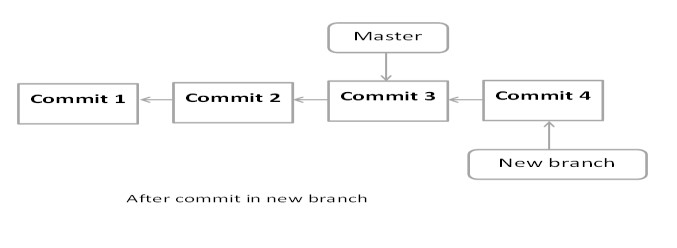 Master
Commit 1
Commit 2
Commit 3
Commit 4
New branch
After commit in new branch